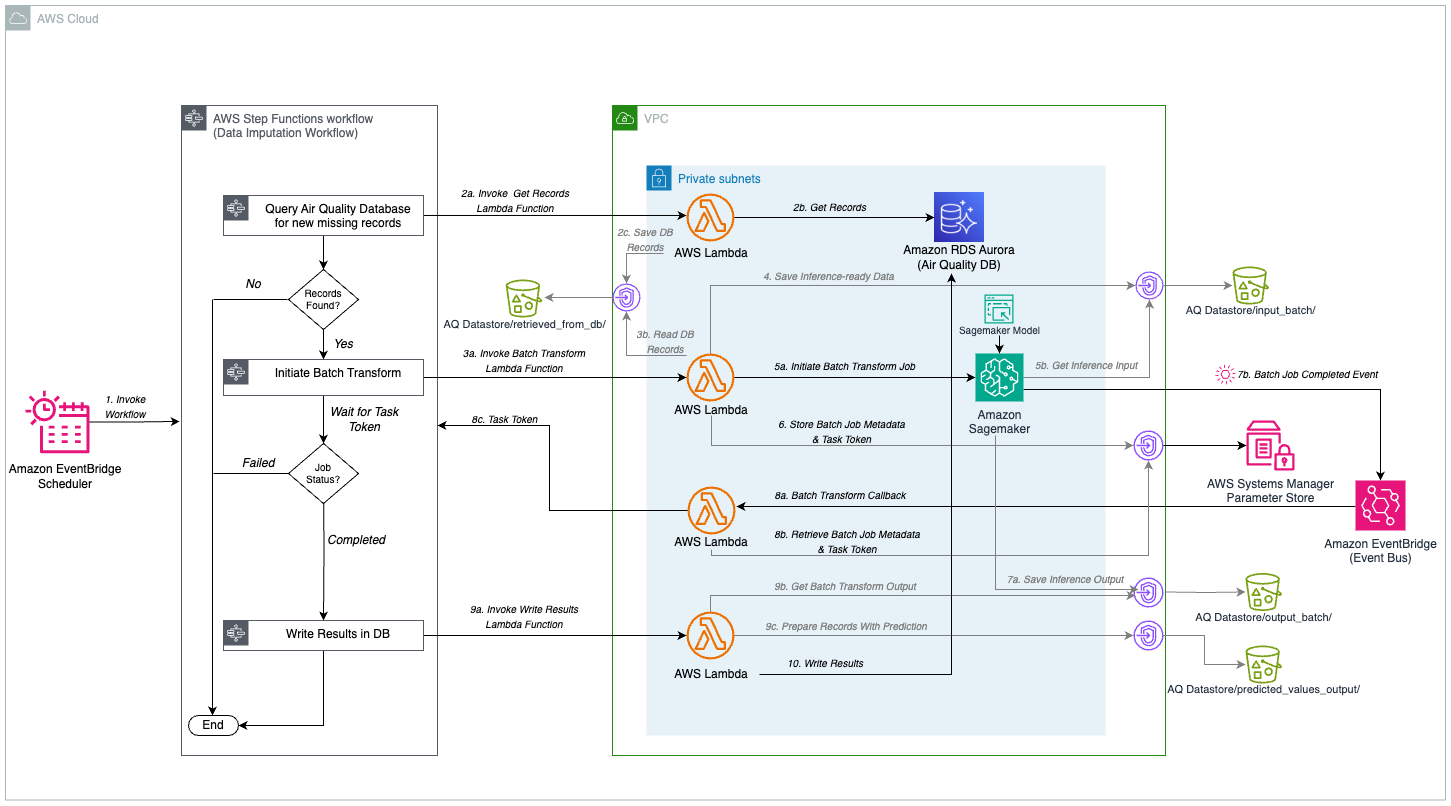 AWS Cloud
AWS Step Functions workflow
(Data Imputation Workflow)
VPC
Private subnets
Query Air Quality Database
for new missing records
2a. Invoke Get Records
Lambda Function
2b. Get Records
AWS Lambda
Amazon RDS Aurora
(Air Quality DB)
2c. Save DB
Records
No
Records
Found?
Yes
AQ Datastore/retrieved_from_db/
4. Save Inference-ready Data
AQ Datastore/input_batch/
Sagemaker Model
3b. Read DB
Records
3a. Invoke Batch Transform
Lambda Function
Initiate Batch Transform
5a. Initiate Batch Transform Job
5b. Get Inference Input
7b. Batch Job Completed Event
AWS Lambda
Amazon
Sagemaker
1. Invoke
Workflow
Wait for Task
Token
8c. Task Token
6. Store Batch Job Metadata
& Task Token
Amazon EventBridge
Scheduler
Failed
Job
Status?
AWS Systems Manager
Parameter Store
8a. Batch Transform Callback
AWS Lambda
8b. Retrieve Batch Job Metadata
& Task Token
Amazon EventBridge
(Event Bus)
Completed
7a. Save Inference Output
9b. Get Batch Transform Output
AQ Datastore/output_batch/
9a. Invoke Write Results
Lambda Function
Write Results in DB
9c. Prepare Records With Prediction
10. Write Results
AWS Lambda
AQ Datastore/predicted_values_output/
End